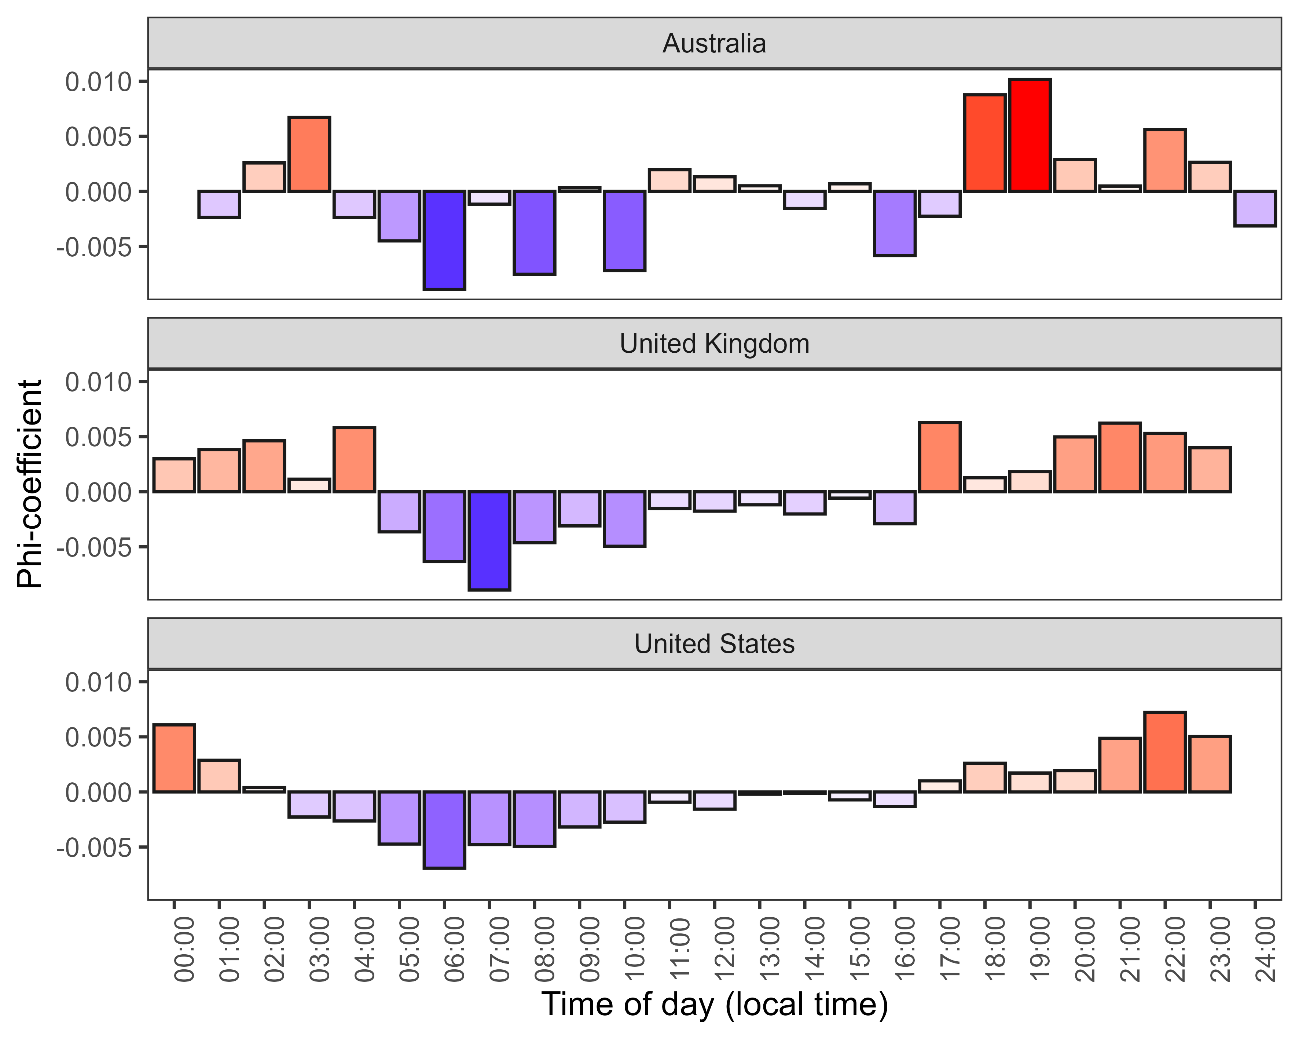 Australia
0.010
0.005
0.000
-0.005
United Kingdom
0.010
0.005
0.000
-0.005
United States
0.010
0.005
0.000
-0.005
Phi-coefficient
00:00 01:00 02:00 03:00 04:00 05:00 06:00 07:00 08:00 09:00 10:00 11:00 12:00 13:00 14:00 15:00 16:00 17:00 18:00 19:00 20:00 21:00 22:00 23:00 24:00
Time of day (local time)